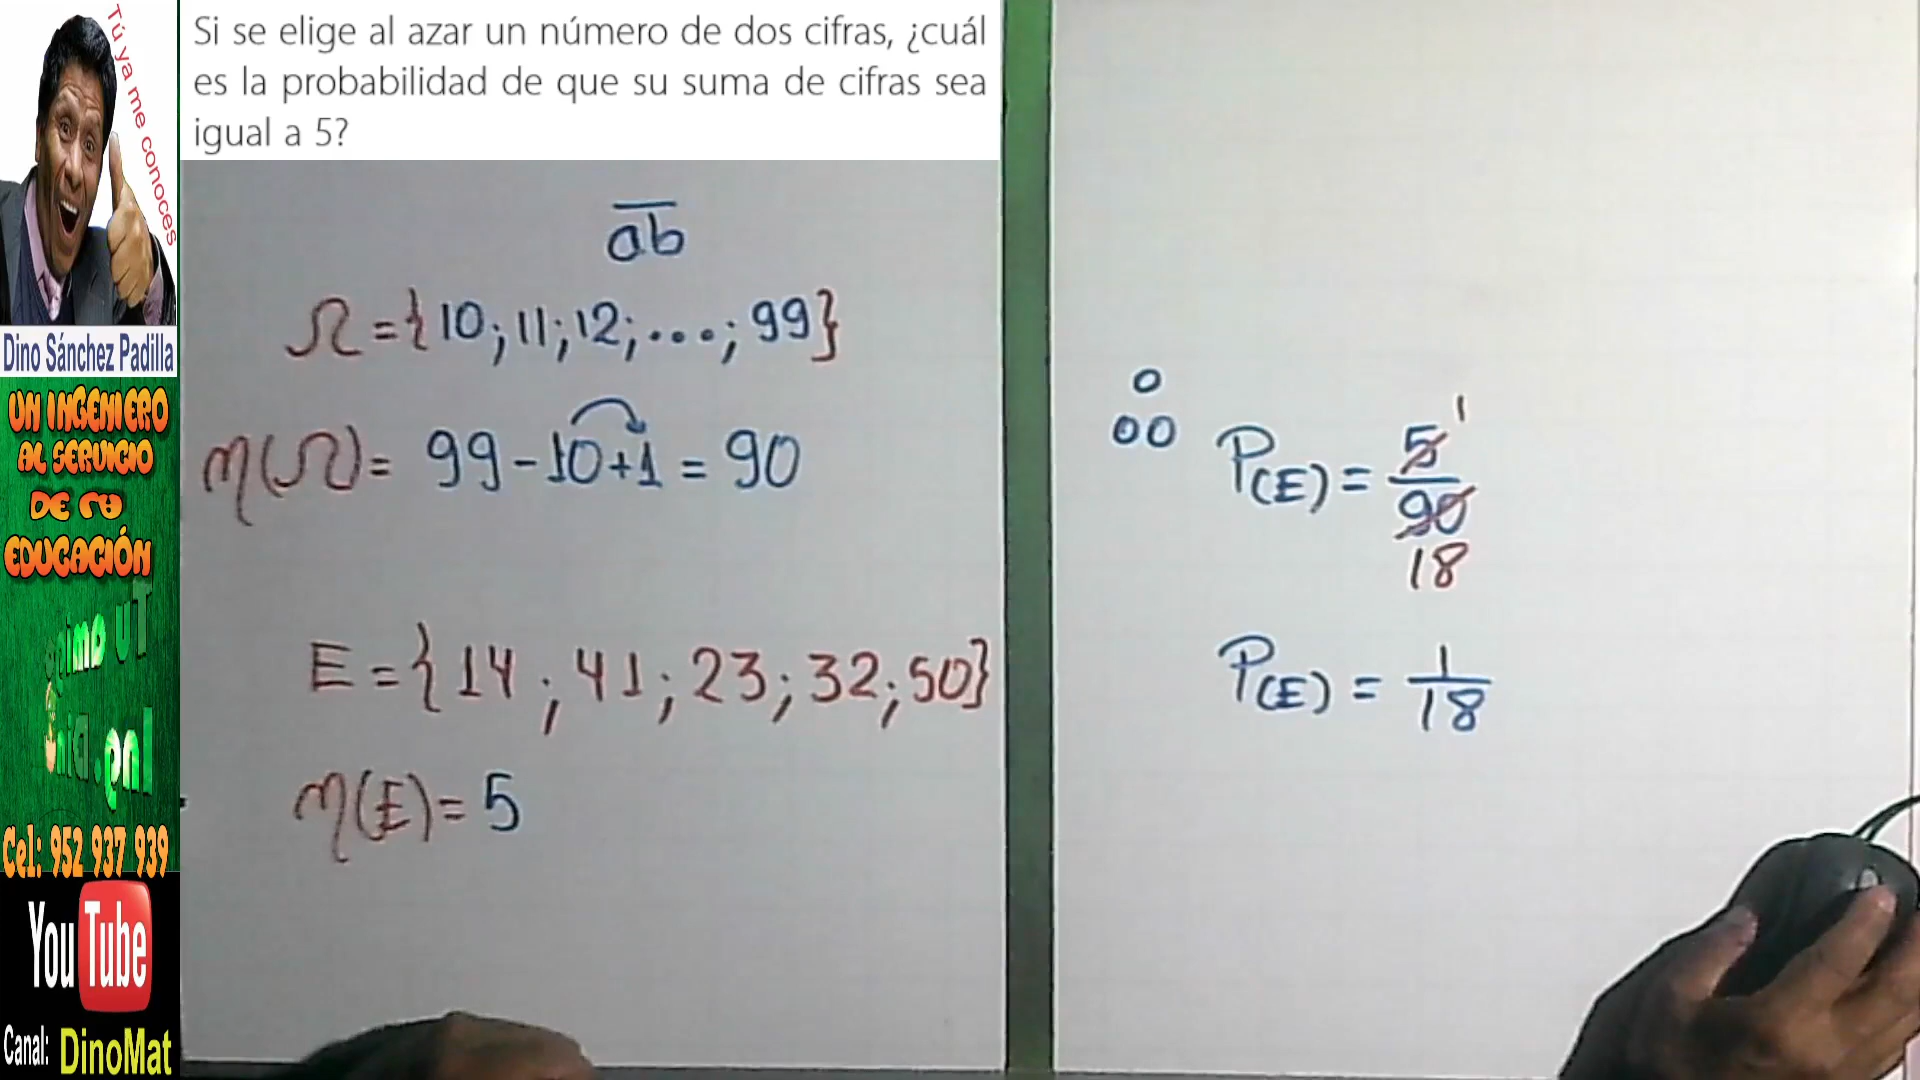 Tú ya me conoces
Dino Sánchez Padilla
UN INGENIERO
AL SERVICIO
DE TU
EDUCACIÓN
Cel: 952 937 939
YouTube
Canal: DinoMat
Si se elige al azar un número de dos cifras, ¿cuál
es la probabilidad de que su suma de cifras sea
igual a 5?
ab
Ω = {10; 11; 12; ...; 99}
η(Ω) = 99 - 10 + 1 = 90
E = {14; 41; 23; 32; 50}
η(E) = 5
∴ P(E) = 5/90 1 18
P(E) = 1/18